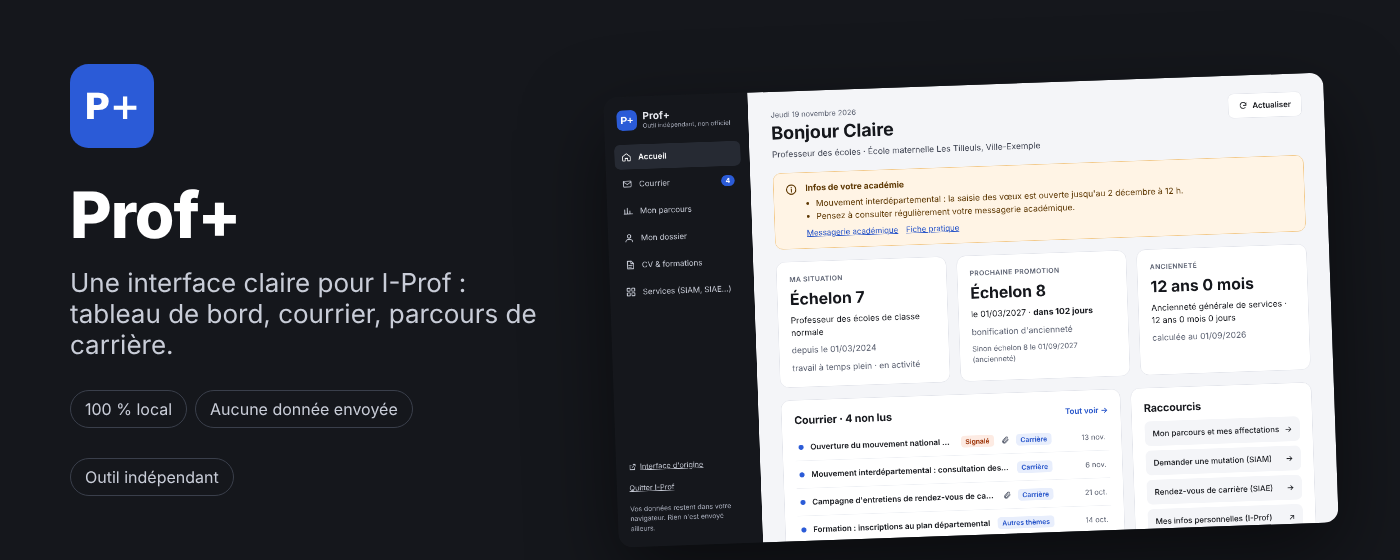 P+
Prof+
Une interface claire pour I-Prof :
tableau de bord, courrier, parcours de
carrière.
100 % local
Aucune donnée envoyée
Outil indépendant
P+
Prof+
Outil indépendant, non officiel
Accueil
Courrier
4
Mon parcours
Mon dossier
CV & formations
Services (SIAM, SIAE...)
Interface d'origine
Quitter I-Prof
Vos données restent dans votre
navigateur. Rien n'est envoyé
ailleurs.
Jeudi 19 novembre 2026
Bonjour Claire
Professeur des écoles · École maternelle Les Tilleuls, Ville-Exemple
Actualiser
Infos de votre académie
• Mouvement interdépartemental : la saisie des vœux est ouverte jusqu'au 2 décembre à 12 h.
• Pensez à consulter régulièrement votre messagerie académique.
Messagerie académique Fiche pratique
MA SITUATION
Échelon 7
Professeur des écoles de classe
normale
depuis le 01/03/2024
travail à temps plein · en activité
PROCHAINE PROMOTION
Échelon 8
le 01/03/2027 · dans 102 jours
bonification d'ancienneté
Sinon échelon 8 le 01/09/2027
(ancienneté)
ANCIENNETÉ
12 ans 0 mois
Ancienneté générale de services ·
12 ans 0 mois 0 jours
calculée au 01/09/2026
Courrier · 4 non lus
Tout voir →
Ouverture du mouvement national ... Signalé Carrière 13 nov.
Mouvement interdépartemental : consultation des... Carrière 6 nov.
Campagne d'entretiens de rendez-vous de ca... Carrière 21 oct.
Formation : inscriptions au plan départemental Autres thèmes 14 oct.
Raccourcis
Mon parcours et mes affectations →
Demander une mutation (SIAM) →
Rendez-vous de carrière (SIAE) →
Mes infos personnelles (I-Prof) ↗